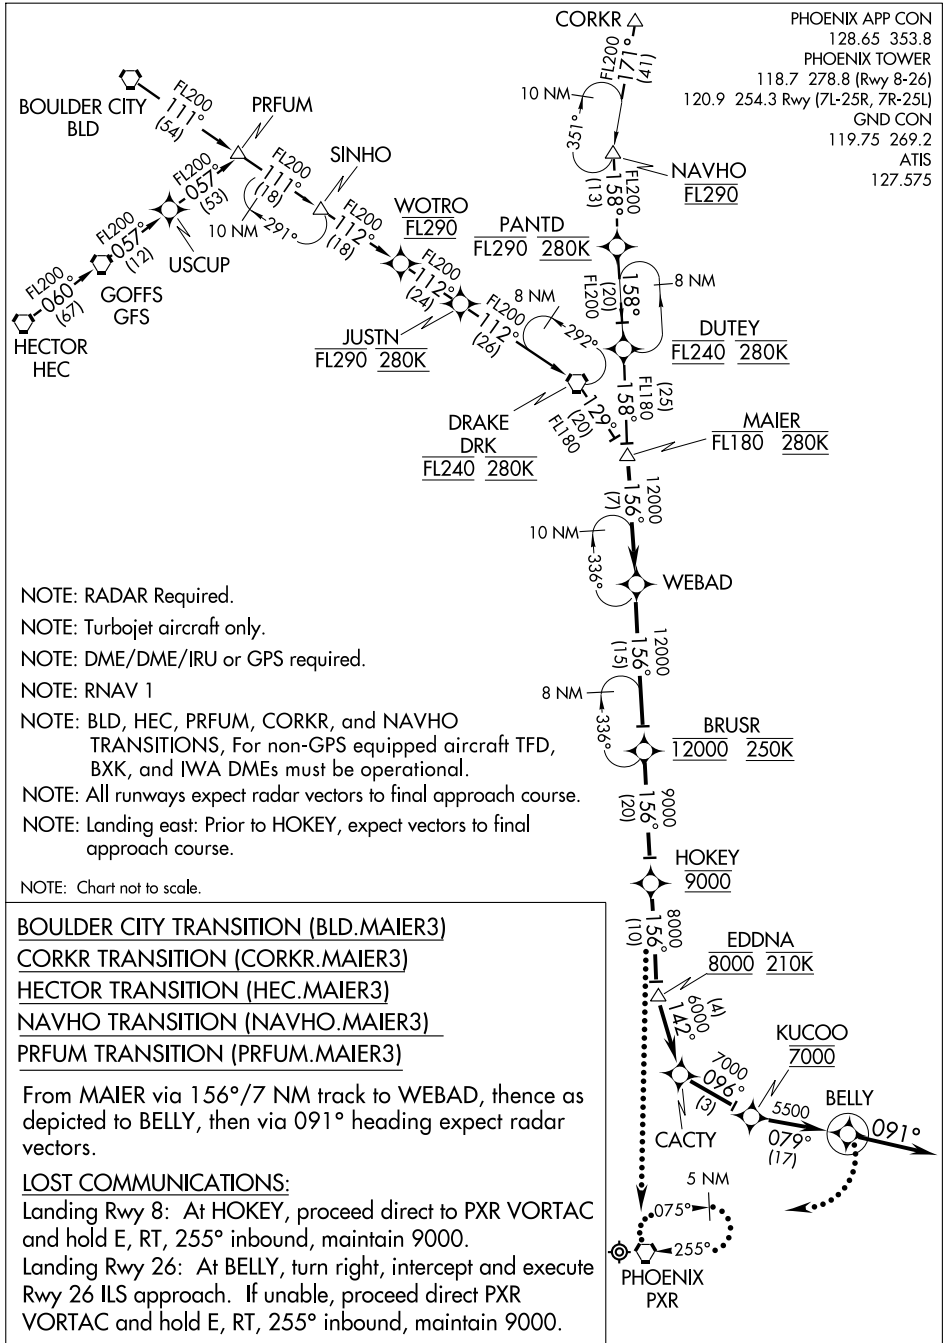 CORKR
PHOENIX APP CON
128.65 353.8
PHOENIX TOWER
118.7 278.8 (Rwy 8-26)
120.9 254.3 Rwy (7L-25R, 7R-25L)
GND CON
119.75 269.2
ATIS
127.575
FL200
171°
(41)
10 NM
351°
NAVHO
FL290
FL200
158°
(13)
BOULDER CITY
BLD
FL200
111°
(54)
PRFUM
SINHO
FL200
057°
(53)
FL200
111°
(18)
10 NM
291°
USCUP
FL200
057°
(12)
GOFFS
GFS
FL200
060°
(67)
HECTOR
HEC
FL200
112°
(18)
WOTRO
FL290
FL200
112°
(24)
JUSTN
FL290 280K
FL200
112°
(26)
8 NM
292°
PANTD
FL290 280K
158°
(20)
FL200
8 NM
DUTEY
FL240 280K
DRAKE
DRK
FL240 280K
129°
(20)
FL180
158°
FL180
(25)
MAIER
FL180 280K
12000
156°
(7)
10 NM
336°
WEBAD
12000
156°
(15)
8 NM
336°
BRUSR
12000 250K
9000
156°
(20)
HOKEY
9000
8000
156°
(10)
EDDNA
8000 210K
(4)
6000
142°
CACTY
7000
096°
(3)
KUCOO
7000
5500
079°
(17)
BELLY
091°
5 NM
075°
255°
PHOENIX
PXR
NOTE: RADAR Required.
NOTE: Turbojet aircraft only.
NOTE: DME/DME/IRU or GPS required.
NOTE: RNAV 1
NOTE: BLD, HEC, PRFUM, CORKR, and NAVHO
TRANSITIONS, For non-GPS equipped aircraft TFD,
BXK, and IWA DMEs must be operational.
NOTE: All runways expect radar vectors to final approach course.
NOTE: Landing east: Prior to HOKEY, expect vectors to final
approach course.
NOTE: Chart not to scale.
BOULDER CITY TRANSITION (BLD.MAIER3)
CORKR TRANSITION (CORKR.MAIER3)
HECTOR TRANSITION (HEC.MAIER3)
NAVHO TRANSITION (NAVHO.MAIER3)
PRFUM TRANSITION (PRFUM.MAIER3)
From MAIER via 156°/7 NM track to WEBAD, thence as
depicted to BELLY, then via 091° heading expect radar
vectors.
LOST COMMUNICATIONS:
Landing Rwy 8: At HOKEY, proceed direct to PXR VORTAC
and hold E, RT, 255° inbound, maintain 9000.
Landing Rwy 26: At BELLY, turn right, intercept and execute
Rwy 26 ILS approach. If unable, proceed direct PXR
VORTAC and hold E, RT, 255° inbound, maintain 9000.